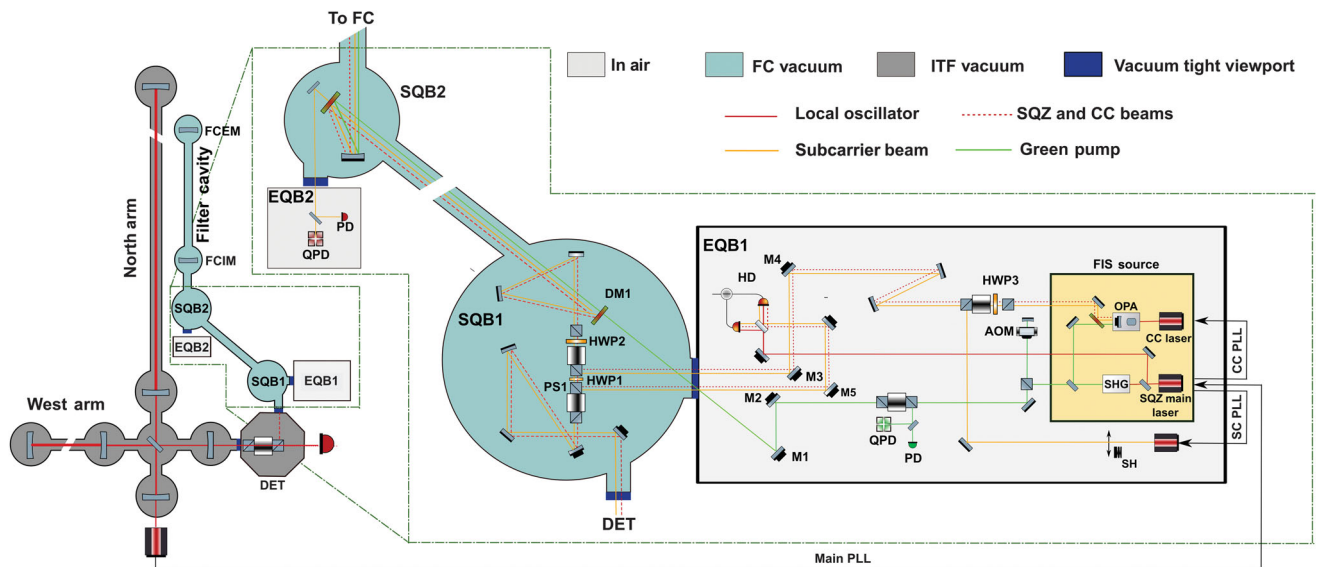 To FC
In air
FC vacuum
ITF vacuum
Vacuum tight viewport
Local oscillator
SQZ and CC beams
Subcarrier beam
Green pump
SQB2
FCEM
Filter cavity
North arm
FCIM
SQB2
EQB2
EQB2
PD
QPD
SQB1
EQB1
West arm
DET
SQB1
DM1
HWP2
HWP1
PS1
DET
EQB1
M4
HD
M3
M5
M2
M1
HWP3
AOM
QPD
PD
FIS source
OPA
CC laser
SHG
SQZ main
laser
SH
CC PLL
SC PLL
Main PLL